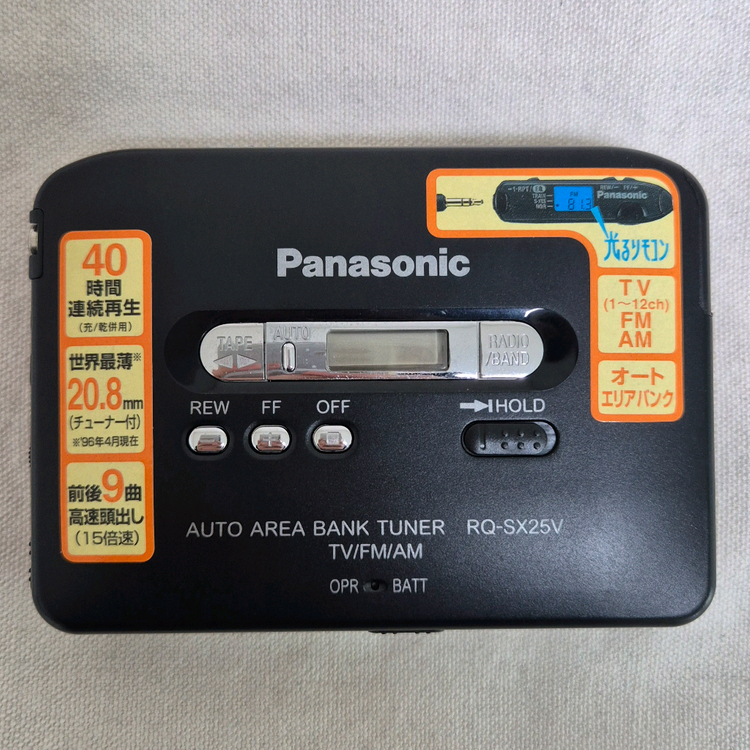 40
時間
連続再生
(充/乾併用)
世界最薄※
20.8mm
(チューナー付)
※'96年4月現在
前後9曲
高速頭出し
(15倍速)
Panasonic
TAPE
AUTO
RADIO
/BAND
REW
FF
OFF
HOLD
AUTO AREA BANK TUNER
RQ-SX25V
TV/FM/AM
OPR
BATT
Panasonic
FM
813
光るリモコン
TV
(1～12ch)
FM
AM
オート
エリアバンク